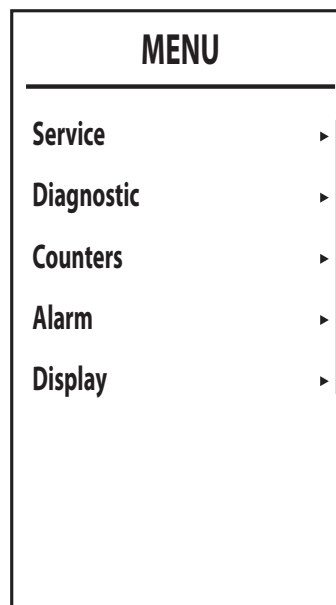 MENU
Service
Diagnostic
Counters
Alarm
Display